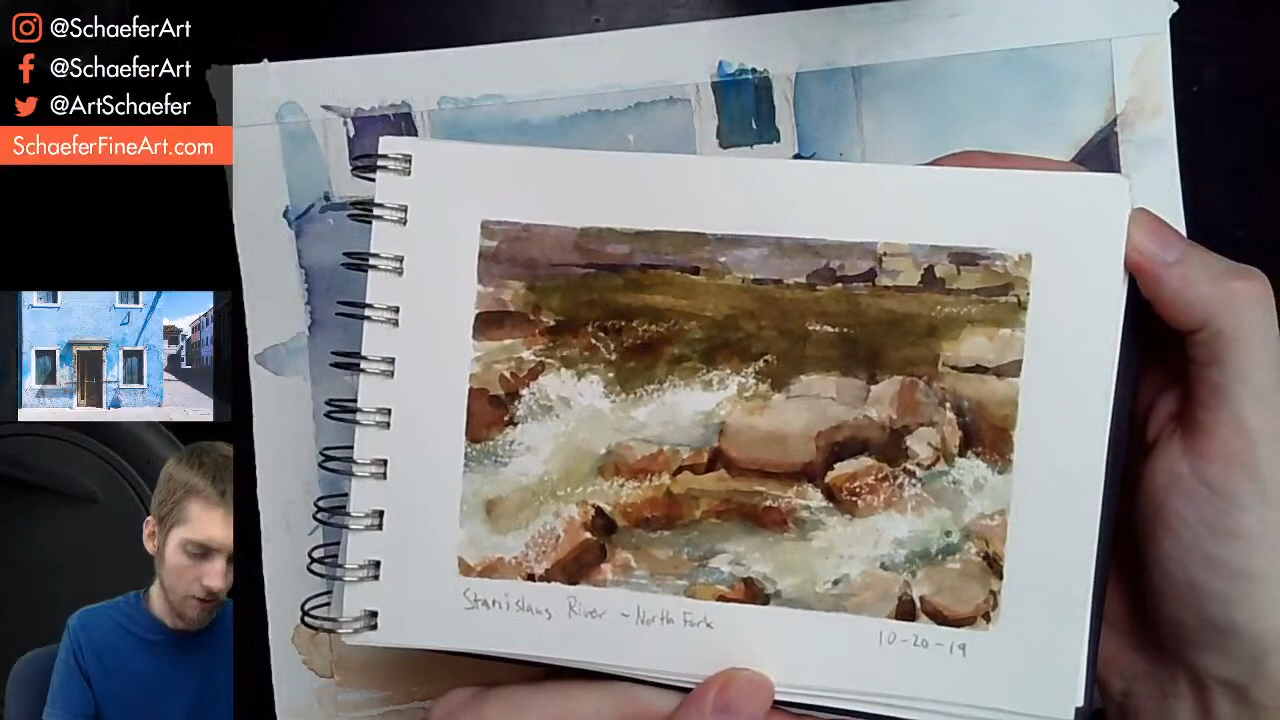 @SchaeferArt
@SchaeferArt
@ArtSchaefer
SchaeferFineArt.com
Stanislaus River - North Fork
10-20-19